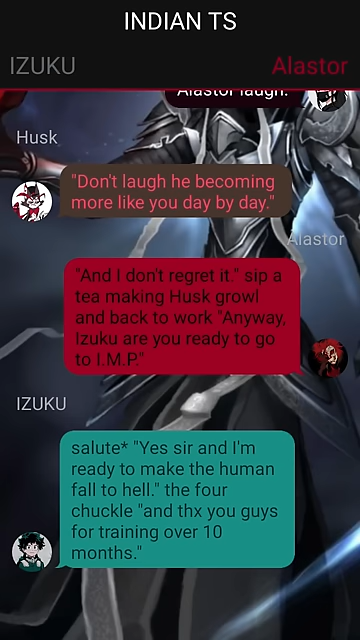 INDIAN TS
IZUKU
Alastor
Alastor laugh.
Husk
"Don't laugh he becoming
more like you day by day."
Alastor
"And I don't regret it." sip a
tea making Husk growl
and back to work "Anyway,
Izuku are you ready to go
to I.M.P."
IZUKU
salute* "Yes sir and I'm
ready to make the human
fall to hell." the four
chuckle "and thx you guys
for training over 10
months."